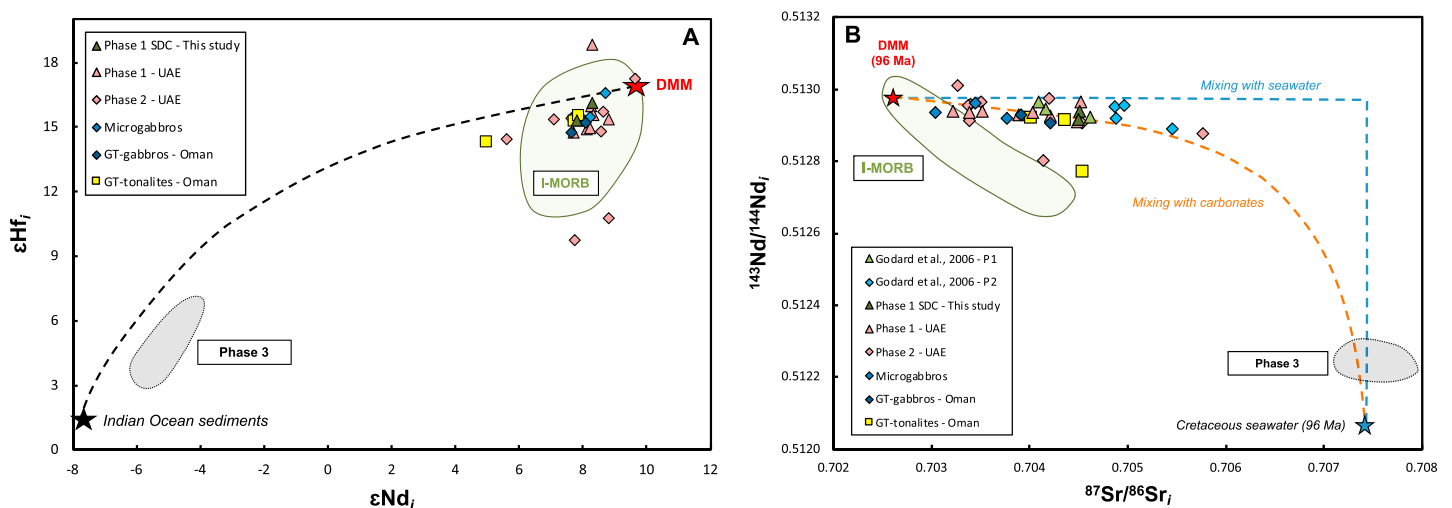 A
Phase 1 SDC - This study
Phase 1 - UAE
Phase 2 - UAE
Microgabbros
GT-gabbros - Oman
GT-tonalites - Oman
DMM
I-MORB
Phase 3
Indian Ocean sediments
εHfi
18
15
12
9
6
3
0
-8 -6 -4 -2 0 2 4 6 8 10 12
εNdi
B
DMM
(96 Ma)
Mixing with seawater
I-MORB
Mixing with carbonates
Godard et al., 2006 - P1
Godard et al., 2006 - P2
Phase 1 SDC - This study
Phase 1 - UAE
Phase 2 - UAE
Microgabbros
GT-gabbros - Oman
GT-tonalites - Oman
Phase 3
Cretaceous seawater (96 Ma)
143Nd/144Ndi
0.5132
0.5130
0.5128
0.5126
0.5124
0.5122
0.5120
0.702 0.703 0.704 0.705 0.706 0.707 0.708
87Sr/86Sri